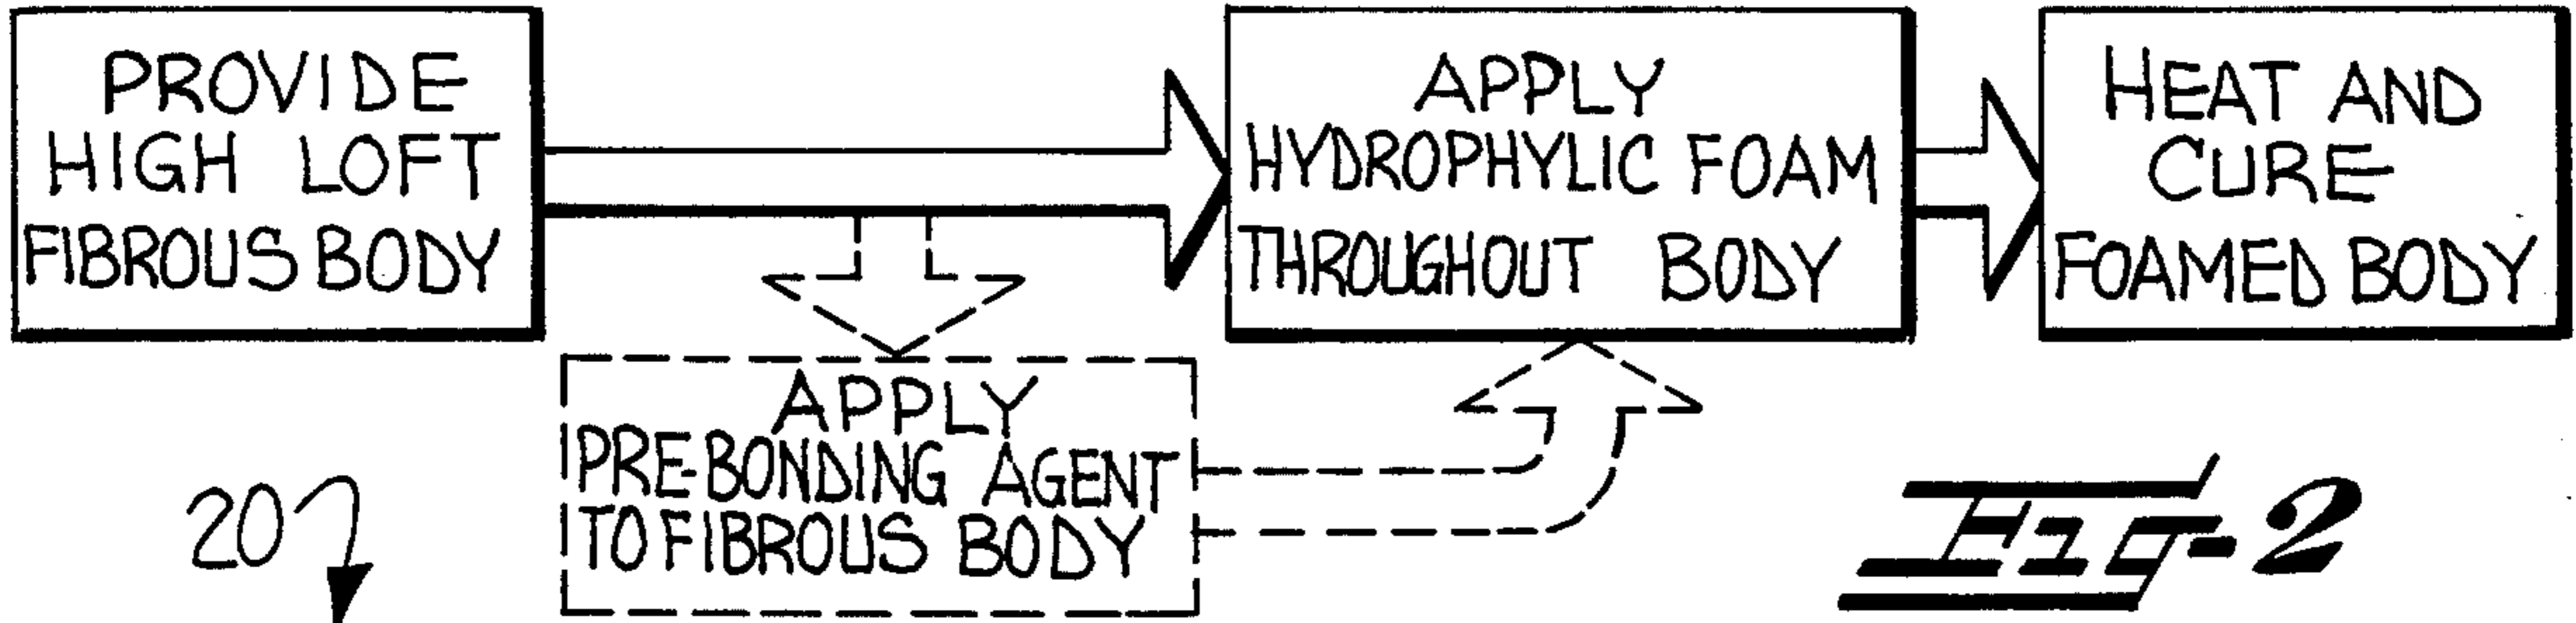 PROVIDE
HIGH LOFT
FIBROUS BODY
APPLY
HYDROPHYLIC FOAM
THROUGHOUT BODY
HEAT AND
CURE
FOAMED BODY
APPLY
PRE-BONDING AGENT
TO FIBROUS BODY
20
Fig-2